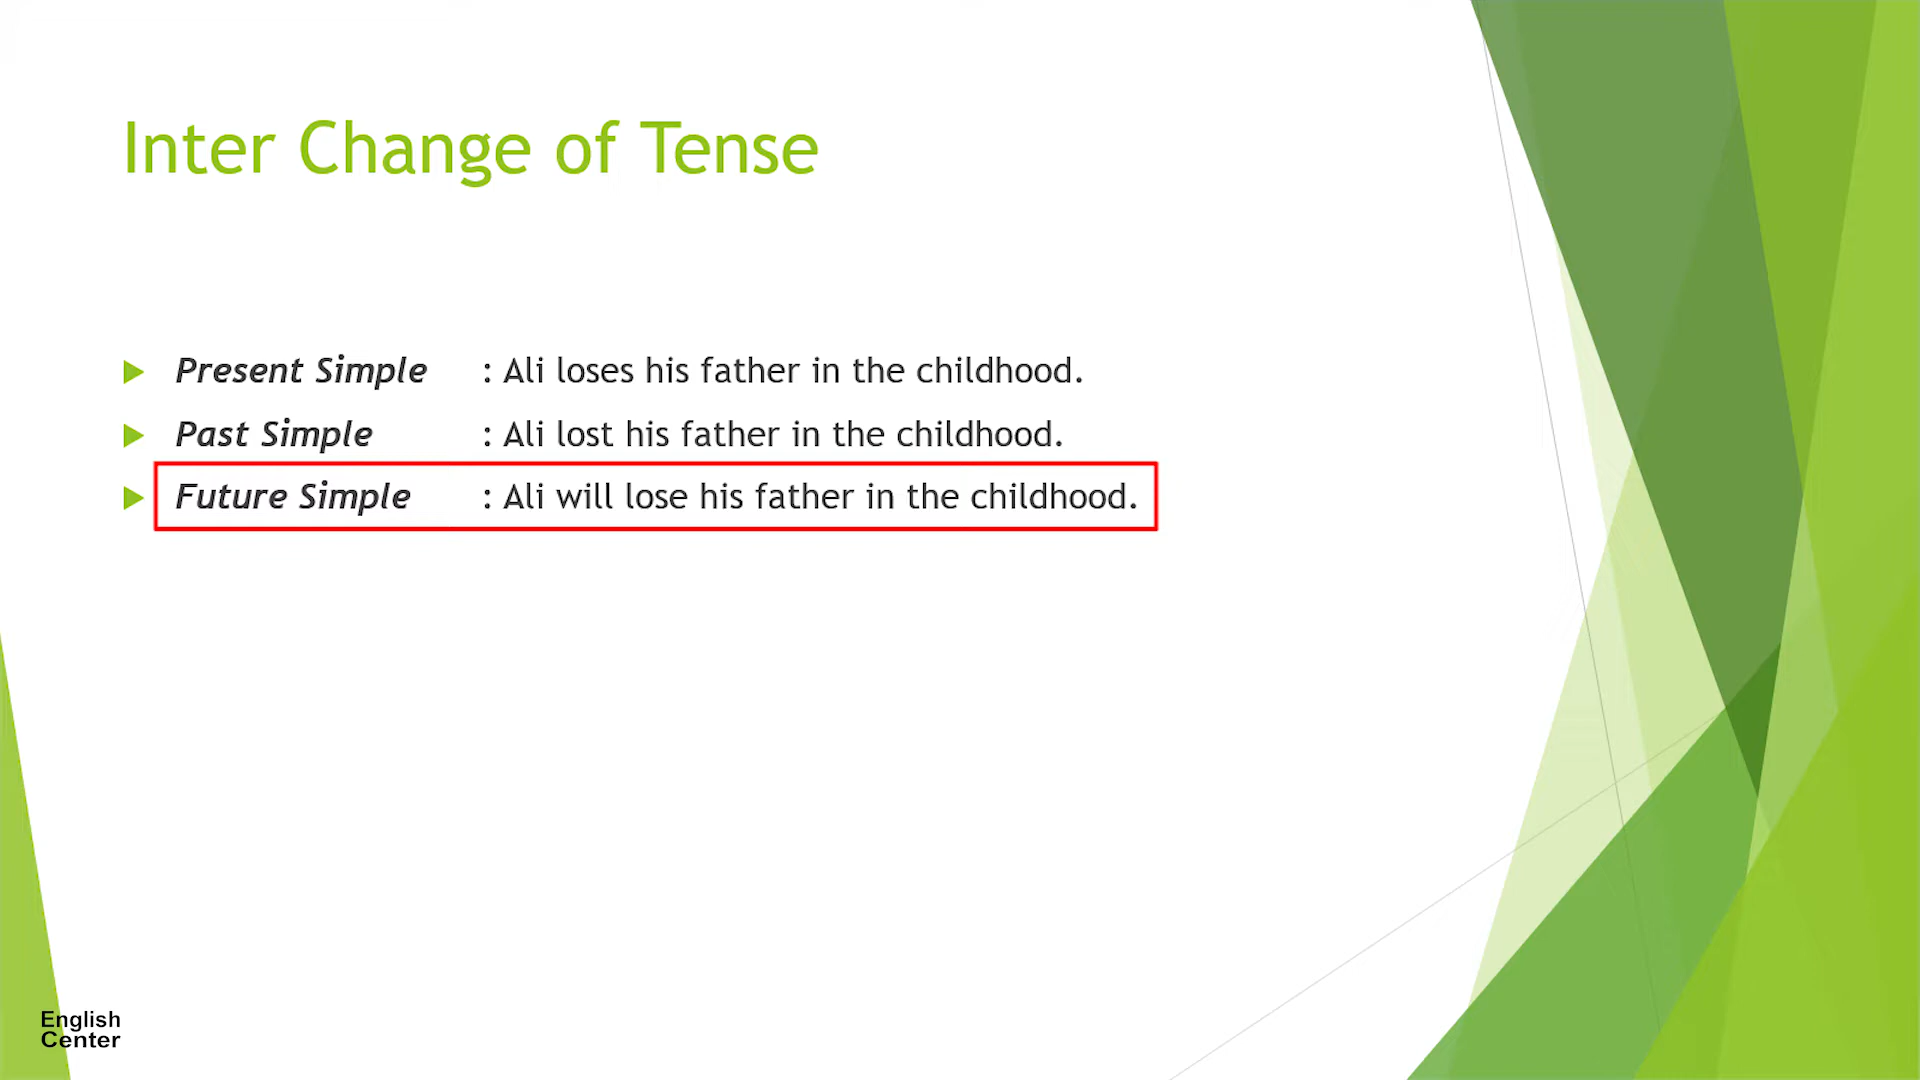 Inter Change of Tense
Present Simple : Ali loses his father in the childhood.
Past Simple : Ali lost his father in the childhood.
Future Simple : Ali will lose his father in the childhood.
English
Center